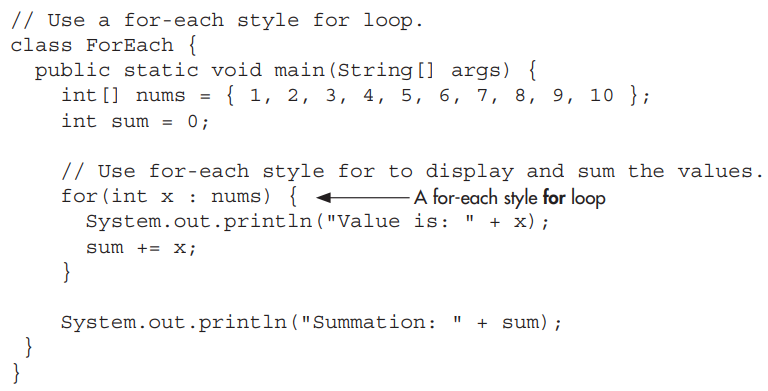 // Use a for-each style for loop.
class ForEach {
  public static void main(String[] args) {
    int[] nums = { 1, 2, 3, 4, 5, 6, 7, 8, 9, 10 };
    int sum = 0;

    // Use for-each style for to display and sum the values.
    for(int x : nums) { A for-each style for loop
      System.out.println("Value is: " + x);
      sum += x;
    }

    System.out.println("Summation: " + sum);
  }
}